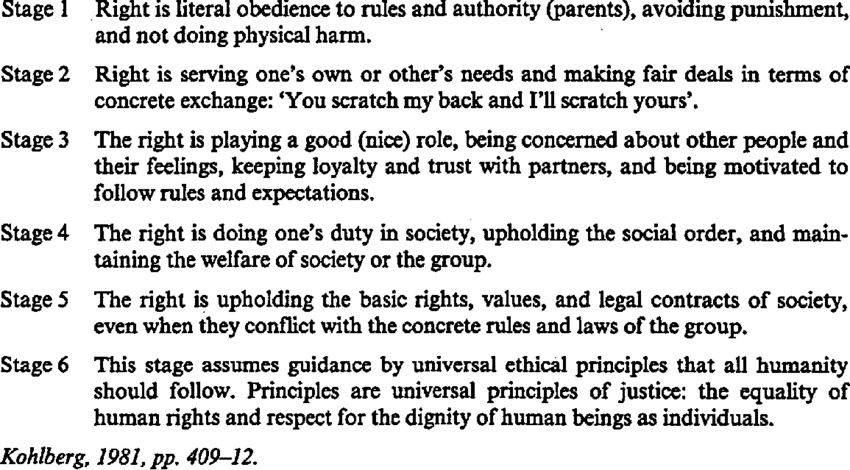 Stage 1 Right is literal obedience to rules and authority (parents), avoiding punishment,
and not doing physical harm.
Stage 2 Right is serving one's own or other's needs and making fair deals in terms of
concrete exchange: 'You scratch my back and I'll scratch yours'.
Stage 3 The right is playing a good (nice) role, being concerned about other people and
their feelings, keeping loyalty and trust with partners, and being motivated to
follow rules and expectations.
Stage 4 The right is doing one's duty in society, upholding the social order, and main-
taining the welfare of society or the group.
Stage 5 The right is upholding the basic rights, values, and legal contracts of society,
even when they conflict with the concrete rules and laws of the group.
Stage 6 This stage assumes guidance by universal ethical principles that all humanity
should follow. Principles are universal principles of justice: the equality of
human rights and respect for the dignity of human beings as individuals.
Kohlberg, 1981, pp. 409–12.